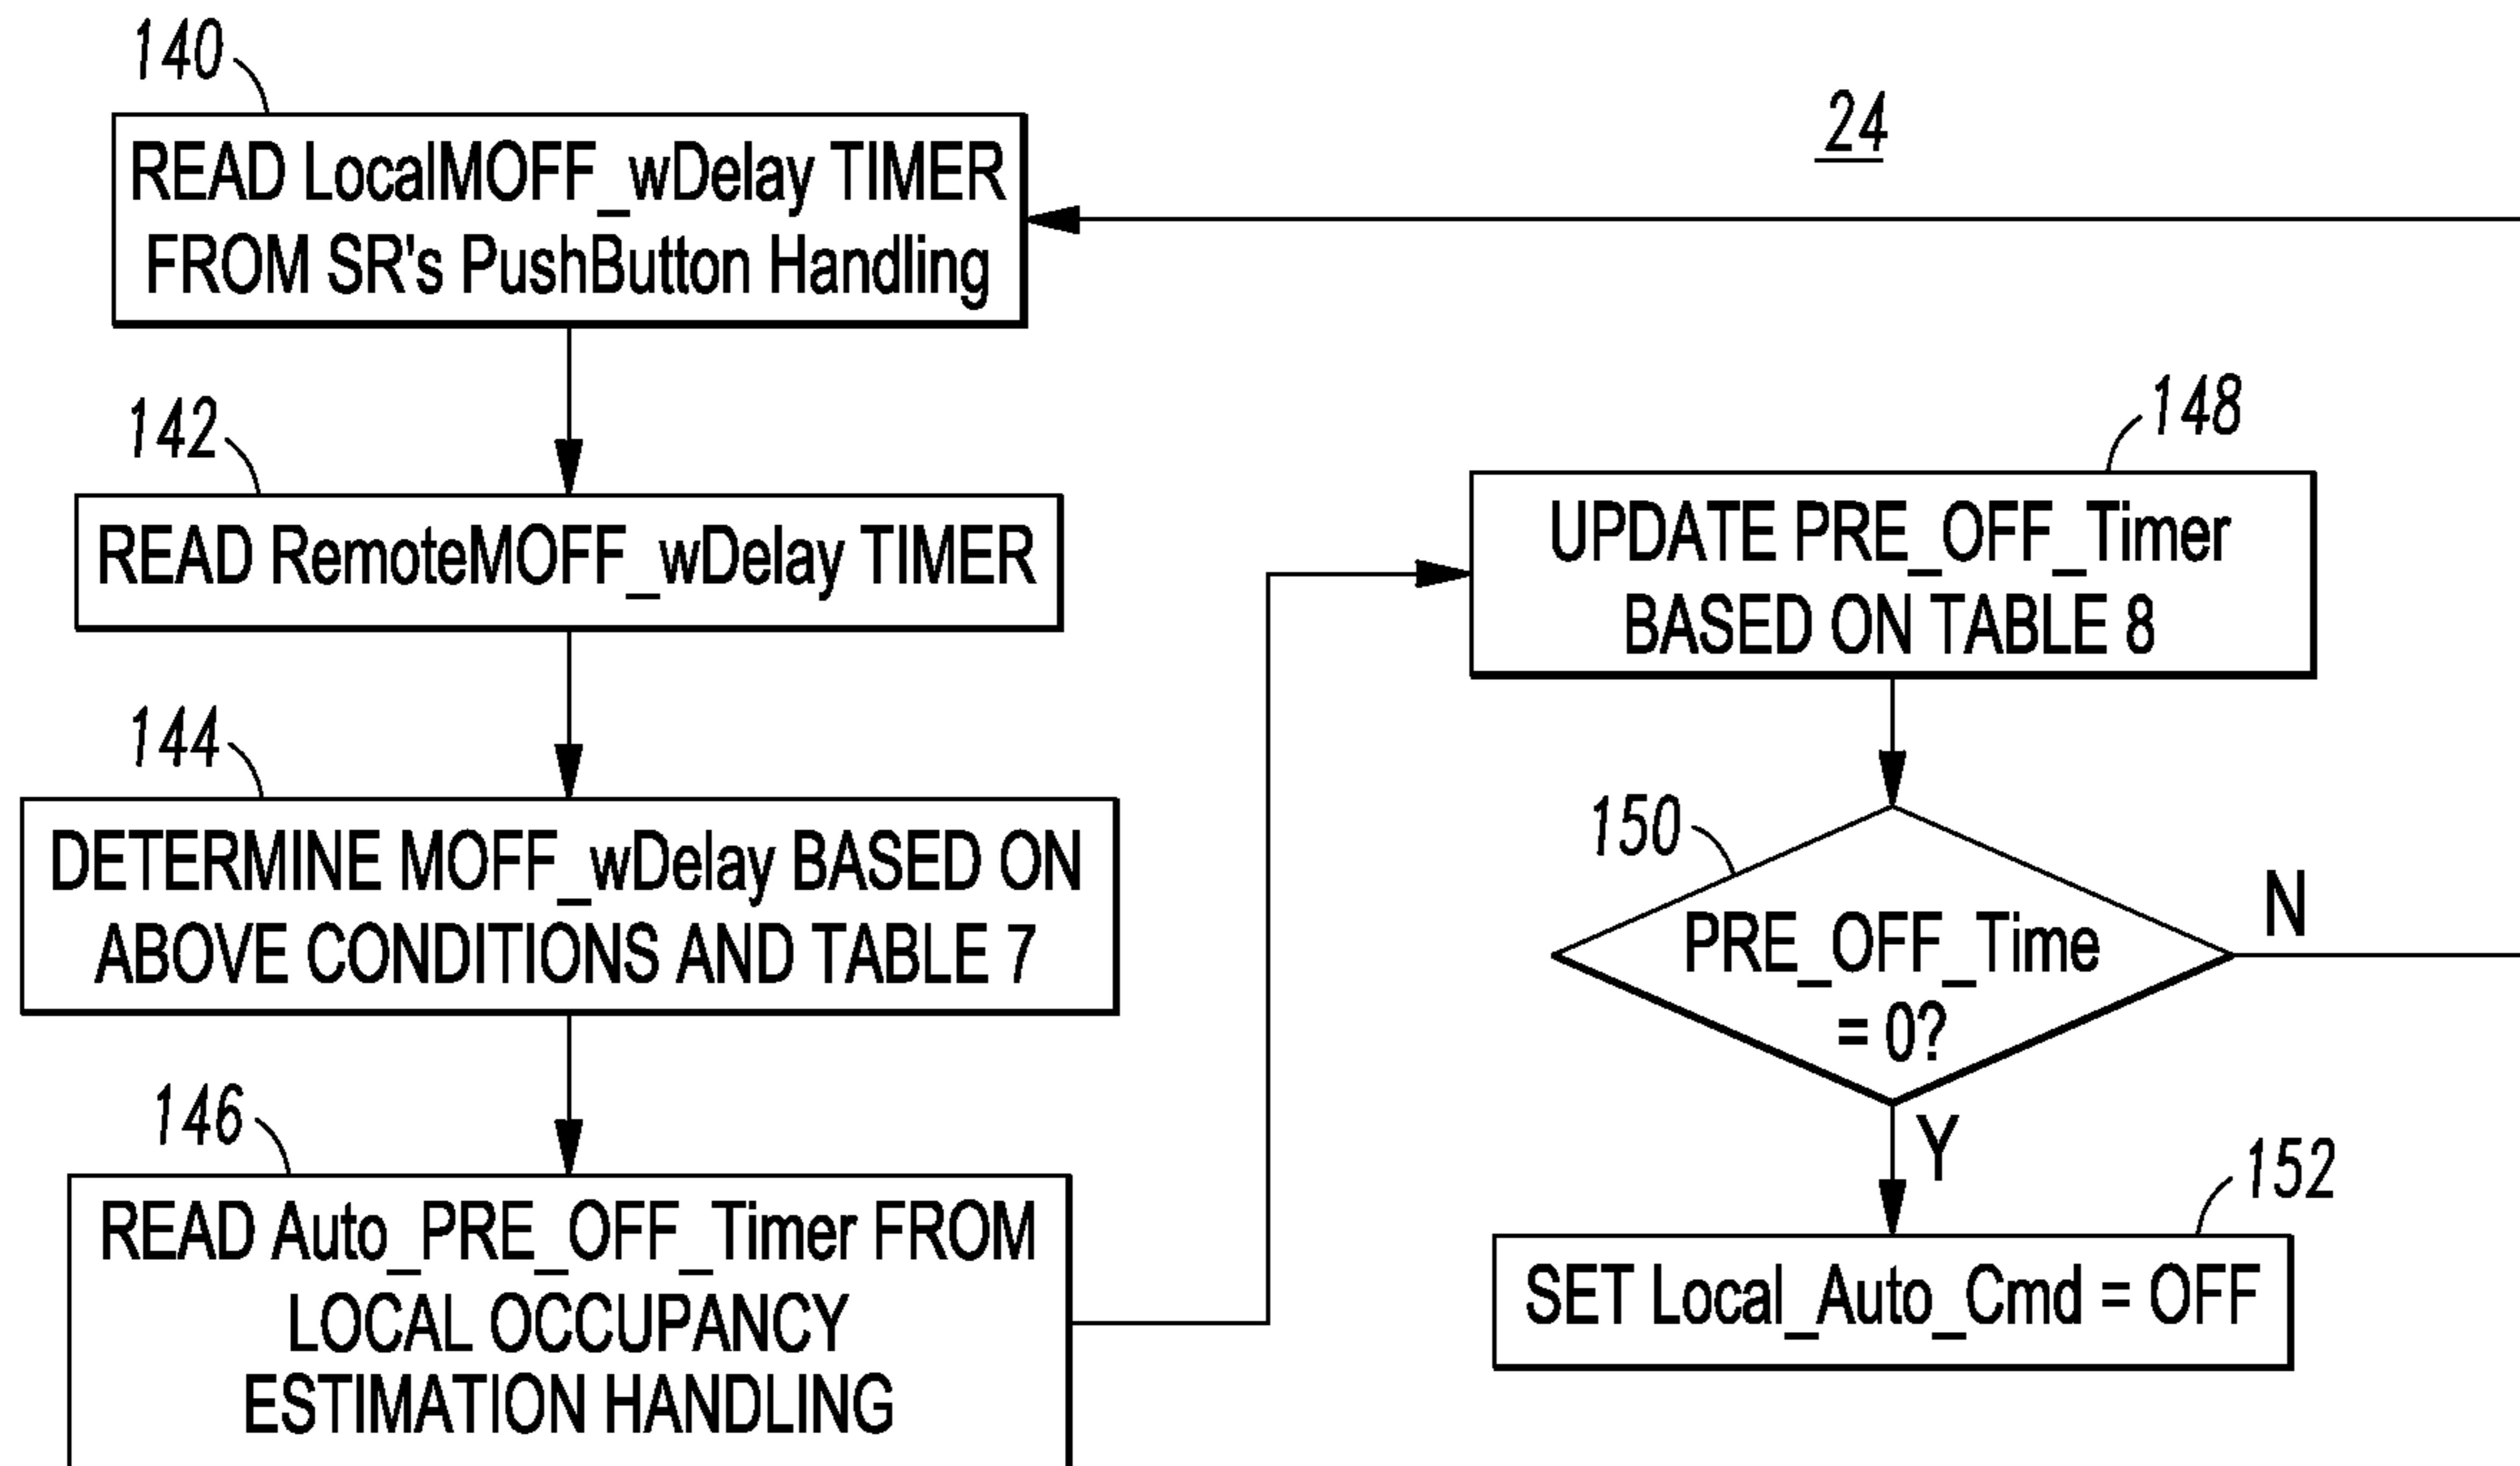 140
READ LocalMOFF_wDelay TIMER
FROM SR's PushButton Handling
24
142
READ RemoteMOFF_wDelay TIMER
144
DETERMINE MOFF_wDelay BASED ON
ABOVE CONDITIONS AND TABLE 7
146
READ Auto_PRE_OFF_Timer FROM
LOCAL OCCUPANCY
ESTIMATION HANDLING
148
UPDATE PRE_OFF_Timer
BASED ON TABLE 8
150
PRE_OFF_Time
= 0?
N
Y
152
SET Local_Auto_Cmd = OFF